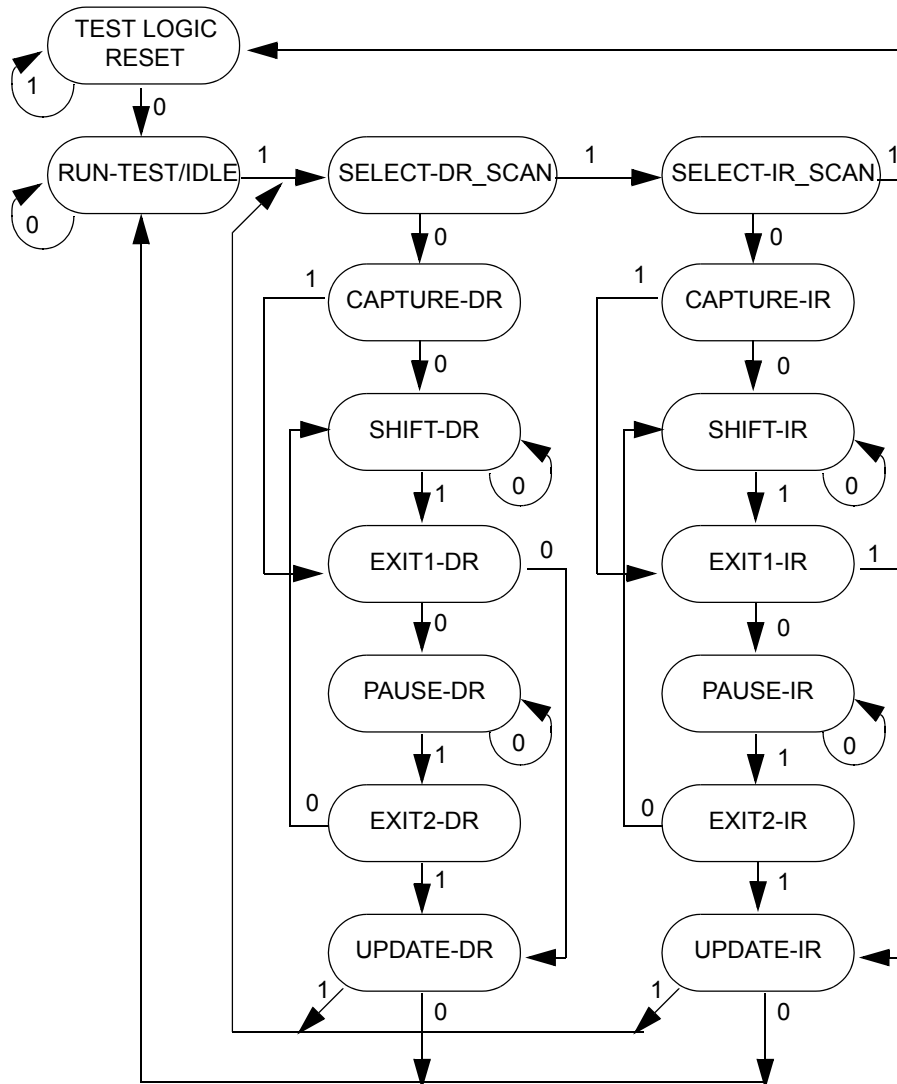 TEST LOGIC
RESET
1
0
RUN-TEST/IDLE
1
SELECT-DR_SCAN
1
SELECT-IR_SCAN
1
0
0
0
1
CAPTURE-DR
1
CAPTURE-IR
0
0
SHIFT-DR
SHIFT-IR
0
0
1
1
EXIT1-DR
0
EXIT1-IR
1
0
0
PAUSE-DR
PAUSE-IR
0
0
1
1
0
EXIT2-DR
0
EXIT2-IR
1
1
UPDATE-DR
UPDATE-IR
1
0
1
0